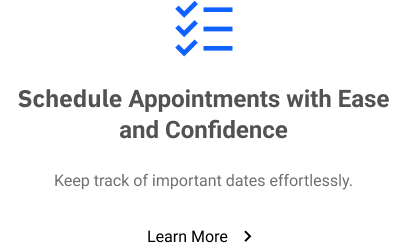 Schedule Appointments with Ease
and Confidence
Keep track of important dates effortlessly.
Learn More